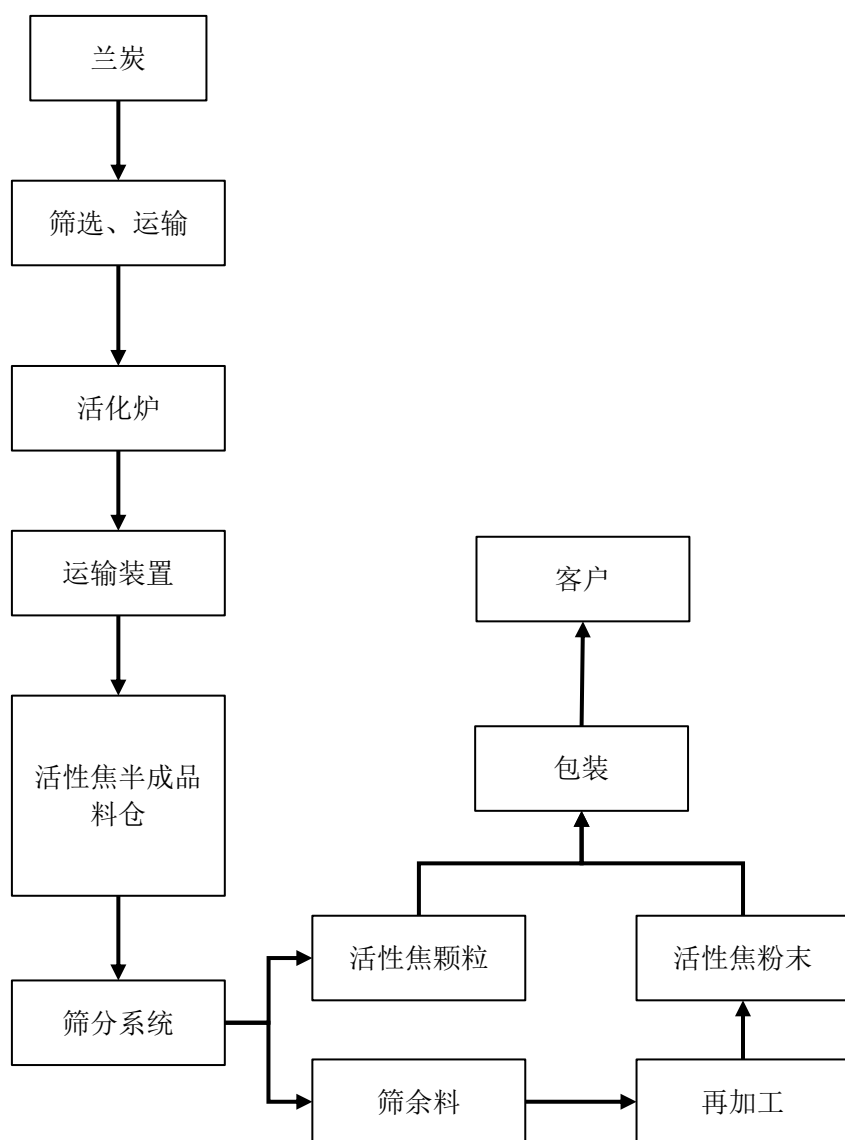 兰炭
筛选、运输
活化炉
运输装置
活性焦半成品
料仓
筛分系统
活性焦颗粒
筛余料
再加工
活性焦粉末
包装
客户